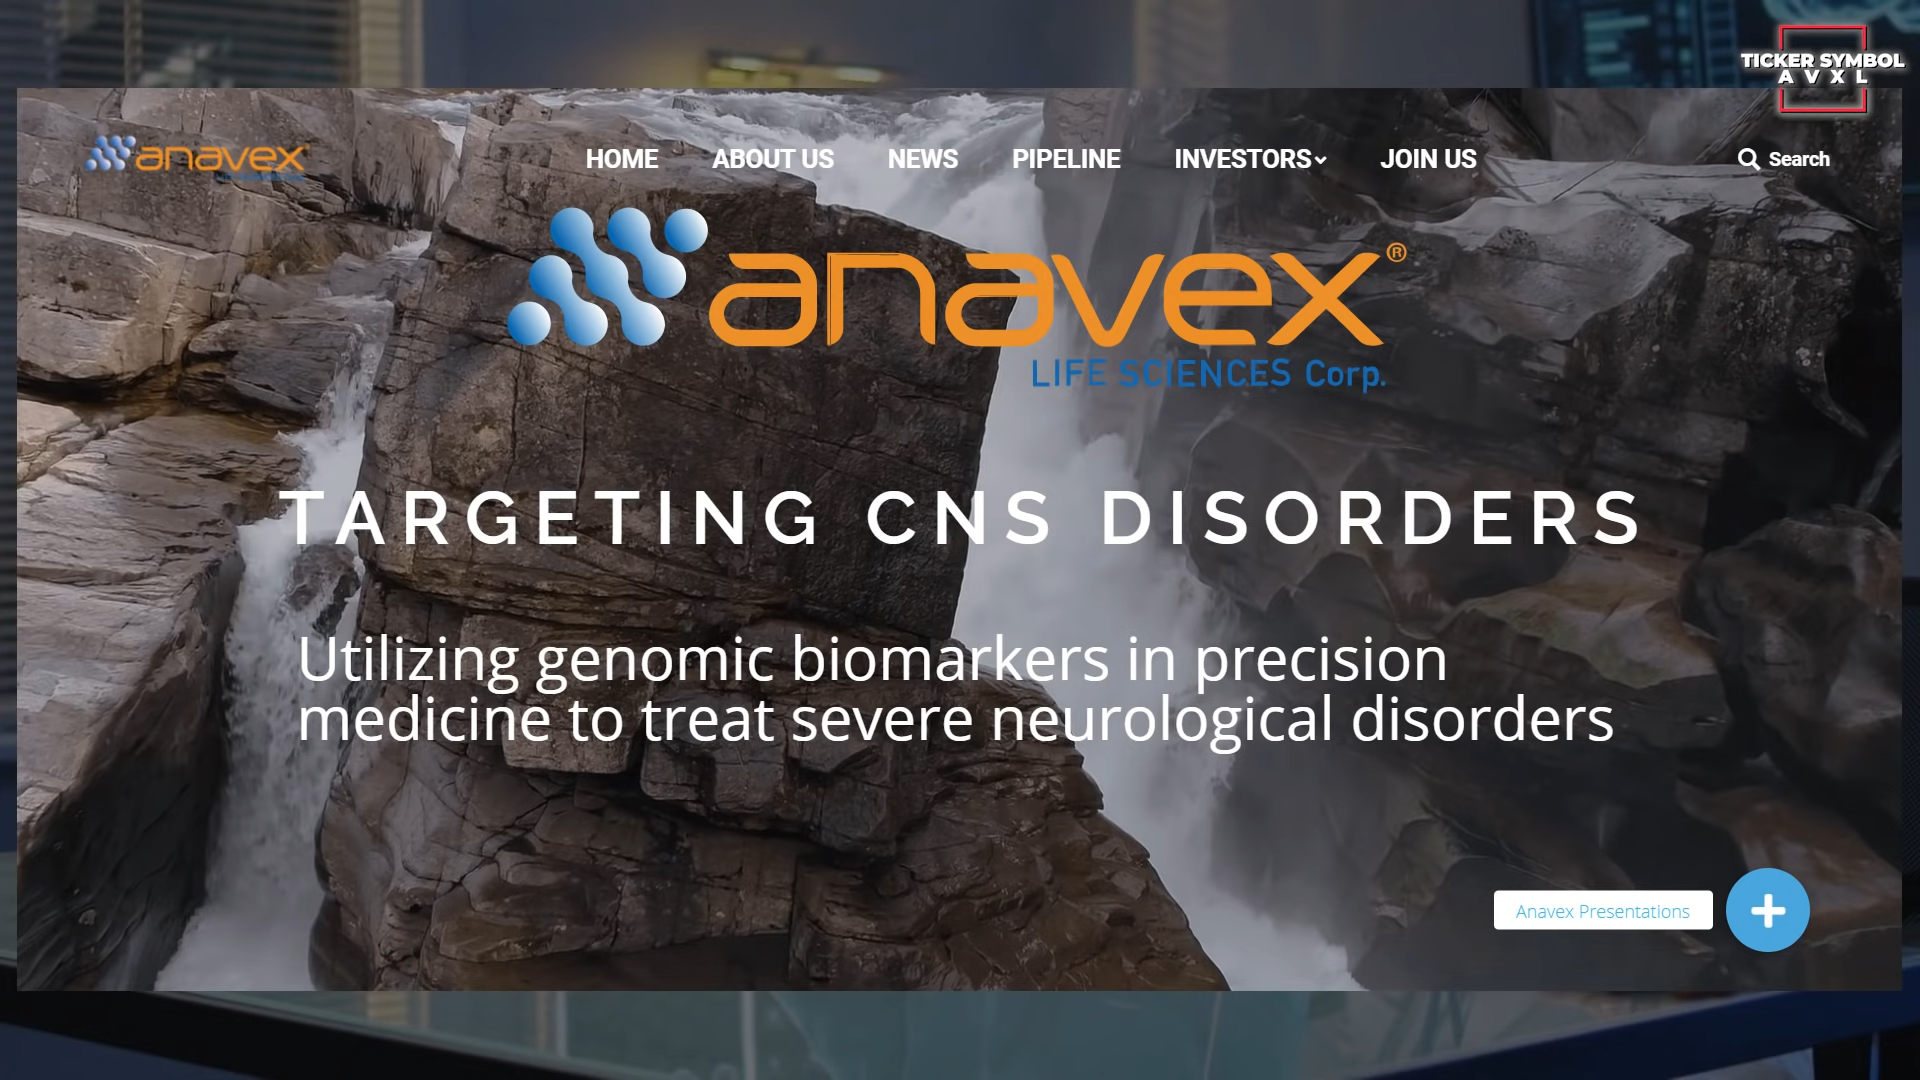 TICKER SYMBOL
AVXL
anavex
HOME ABOUT US NEWS PIPELINE INVESTORS JOIN US Search
anavex®
LIFE SCIENCES Corp.
TARGETING CNS DISORDERS
Utilizing genomic biomarkers in precision
medicine to treat severe neurological disorders
Anavex Presentations